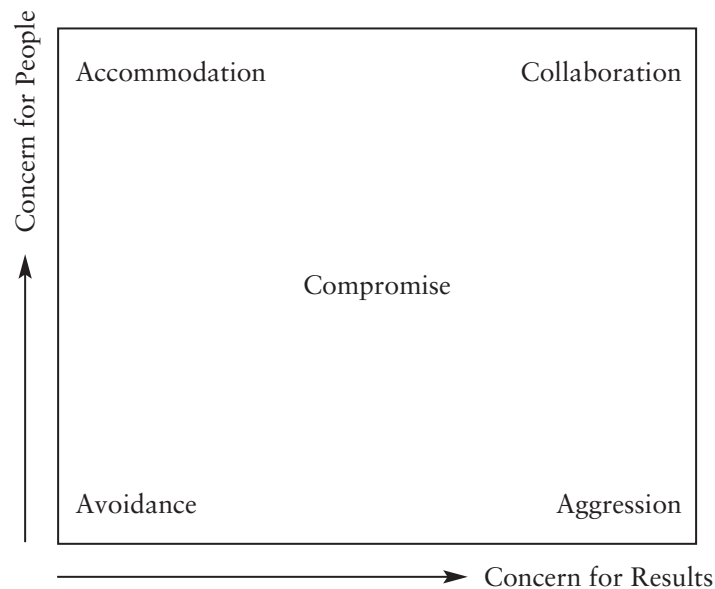 Concern for People
Accommodation
Collaboration
Compromise
Avoidance
Aggression
Concern for Results